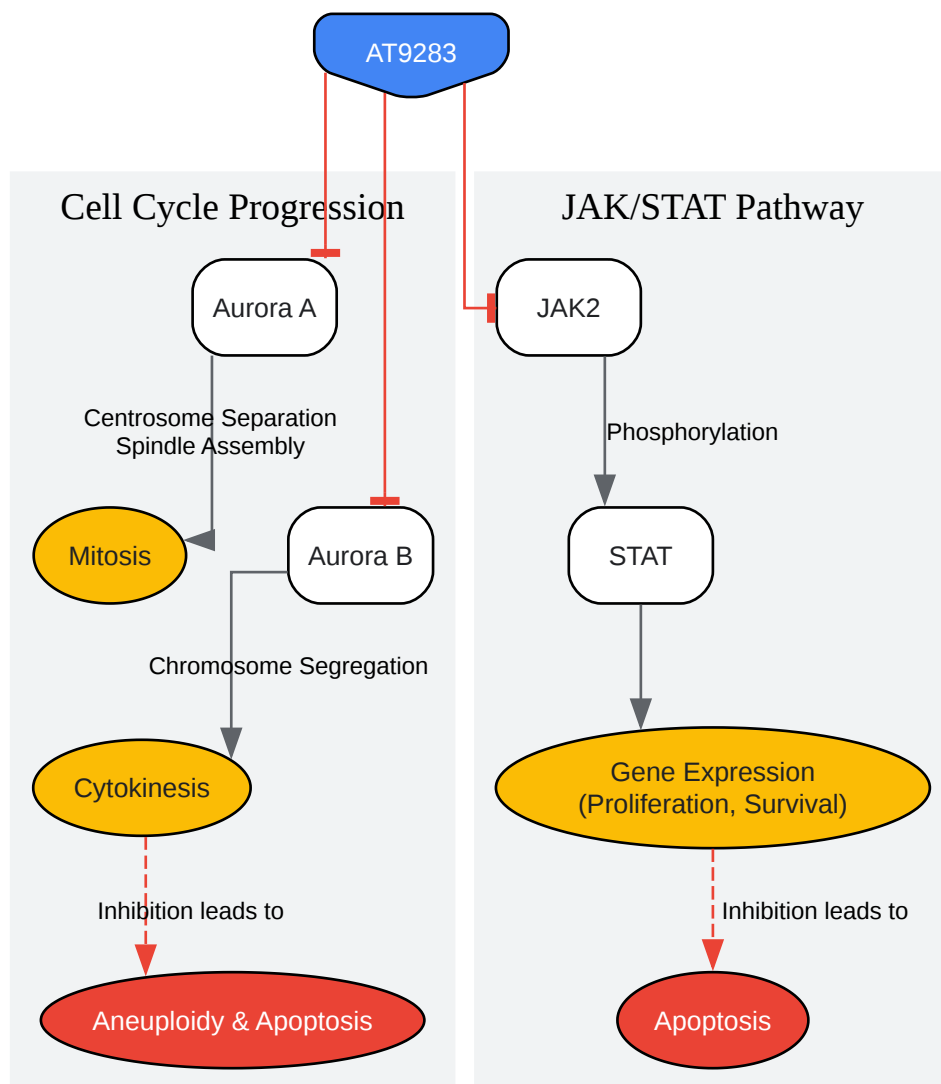 AT9283
Cell Cycle Progression
JAK/STAT Pathway
Aurora A
JAK2
Centrosome Separation
Spindle Assembly
Phosphorylation
Mitosis
Aurora B
STAT
Chromosome Segregation
Cytokinesis
Gene Expression
(Proliferation, Survival)
Inhibition leads to
Inhibition leads to
Aneuploidy & Apoptosis
Apoptosis